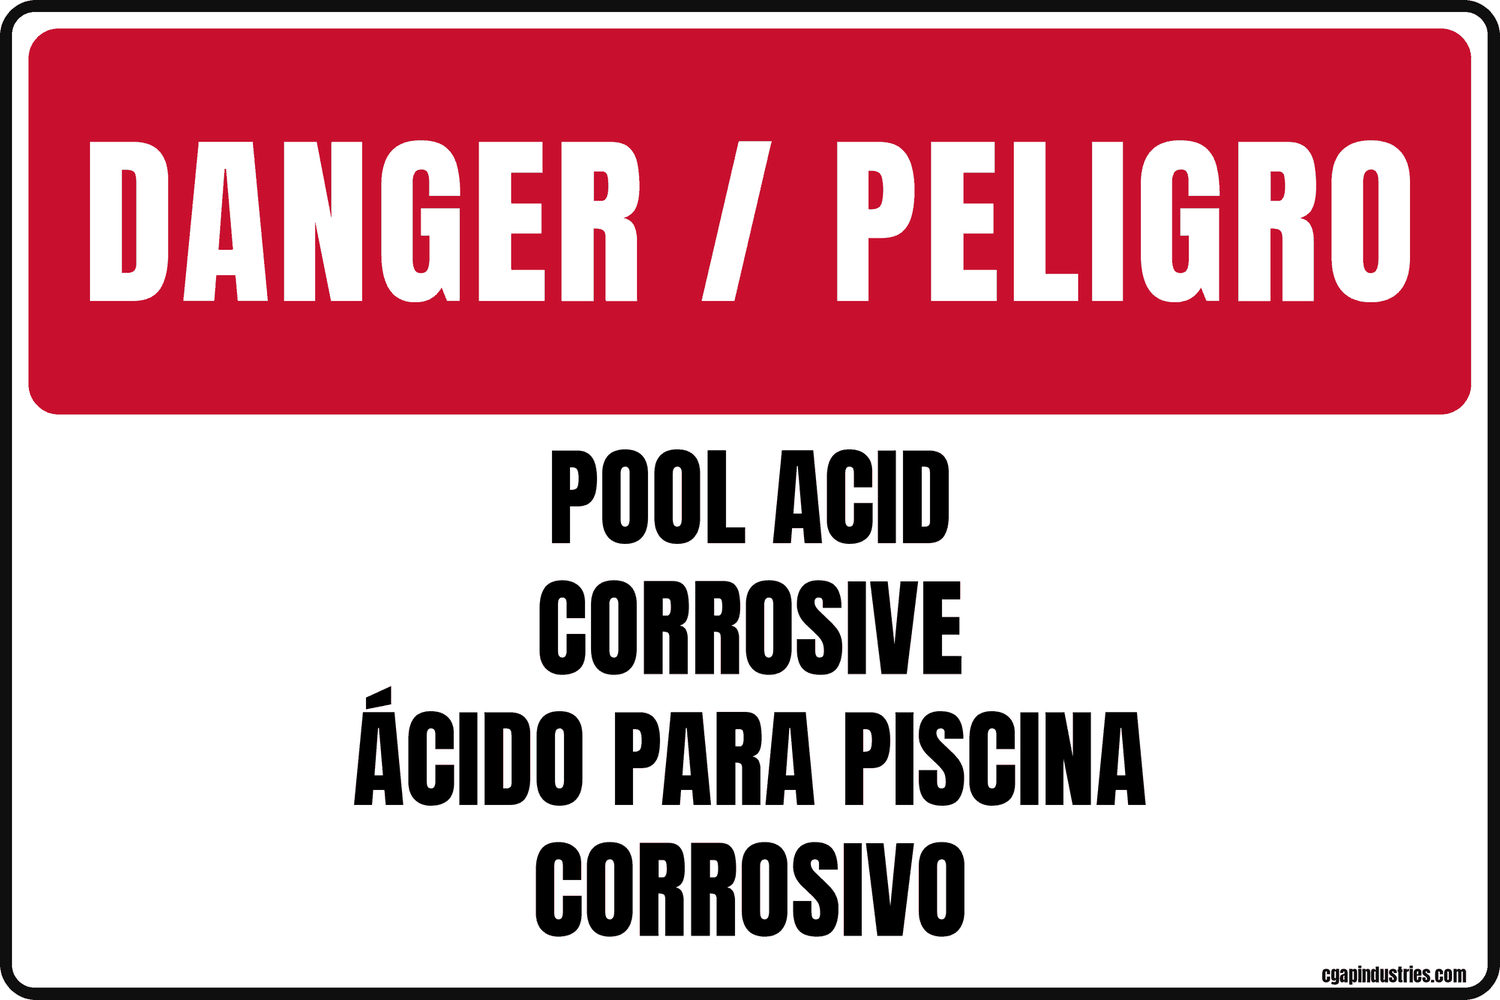 DANGER / PELIGRO
POOL ACID
CORROSIVE
ÁCIDO PARA PISCINA
CORROSIVO
cgapindustries.com